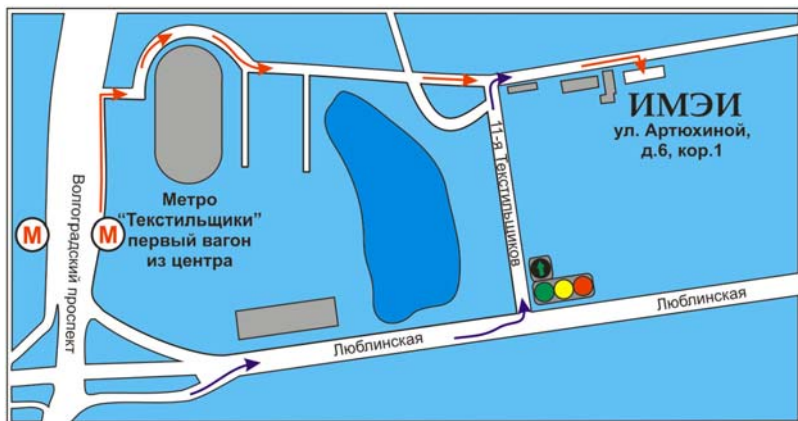 ИМЭИ
ул. Артюхиной,
д.6, кор.1
11-я Текстильщиков
Метро
“Текстильщики”
первый вагон
из центра
М
М
Волгоградский проспект
Люблинская
Люблинская